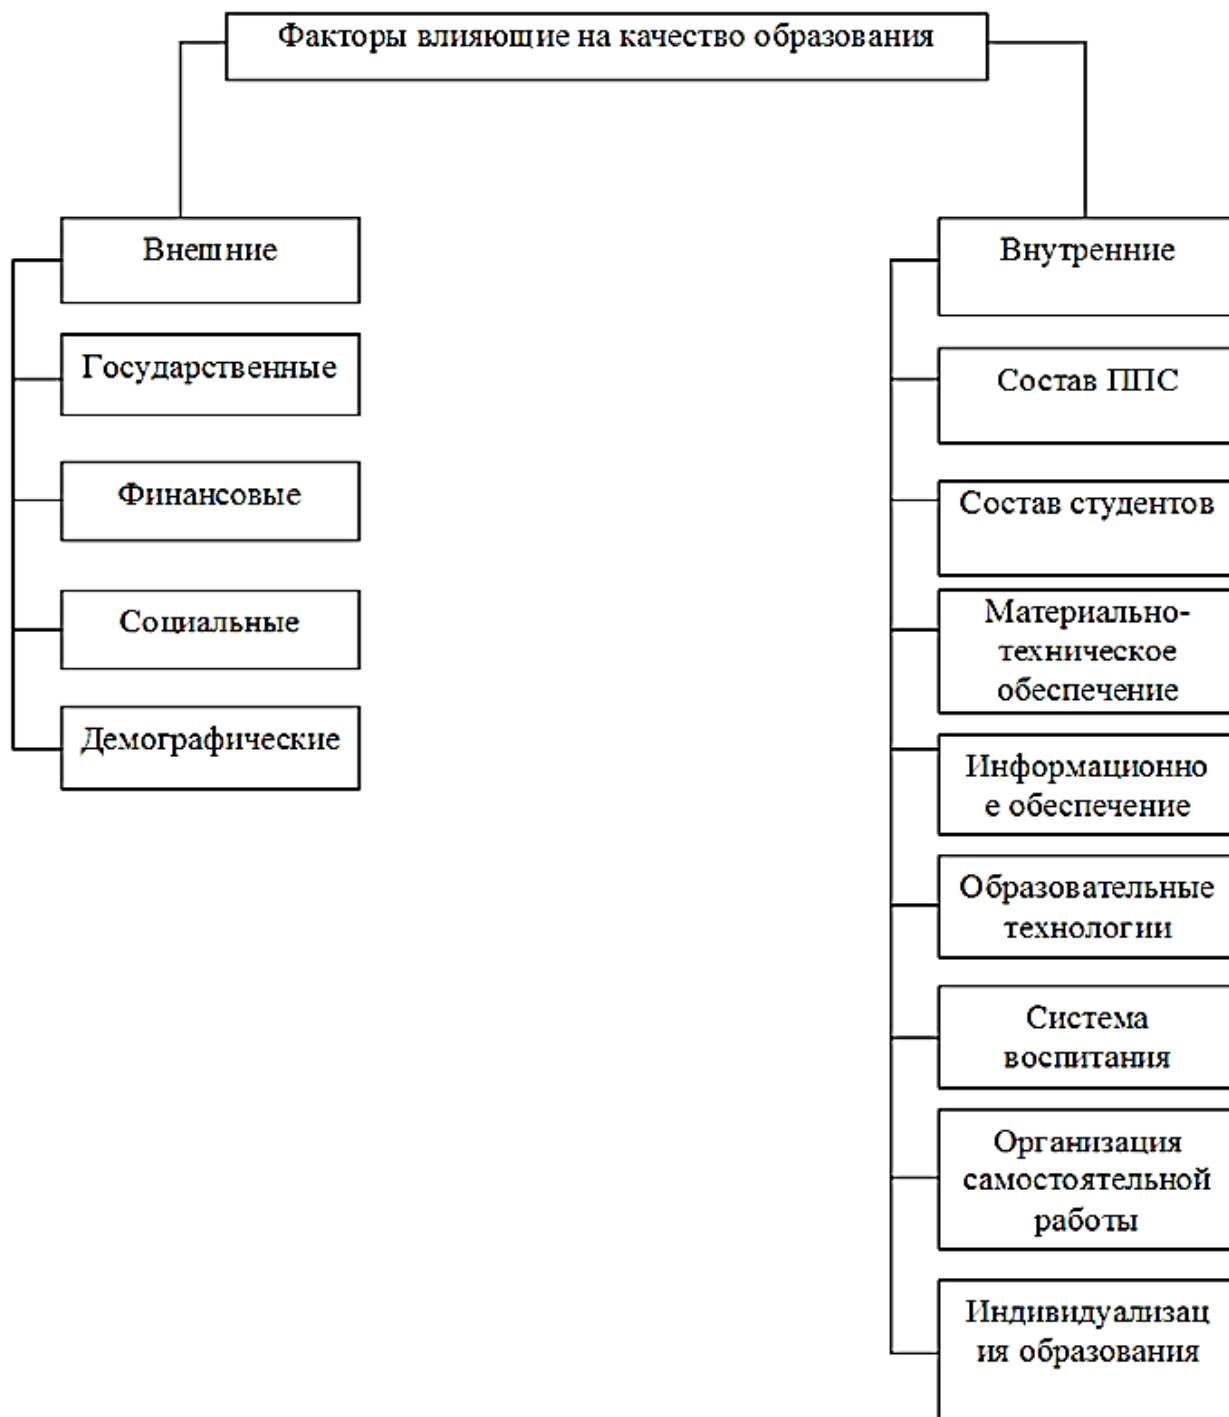 Факторы влияющие на качество образования
Внешние
Государственные
Финансовые
Социальные
Демографические
Внутренние
Состав ППС
Состав студентов
Материально-
техническое
обеспечение
Информационно
е обеспечение
Образовательные
технологии
Система
воспитания
Организация
самостоятельной
работы
Индивидуализац
ия образования